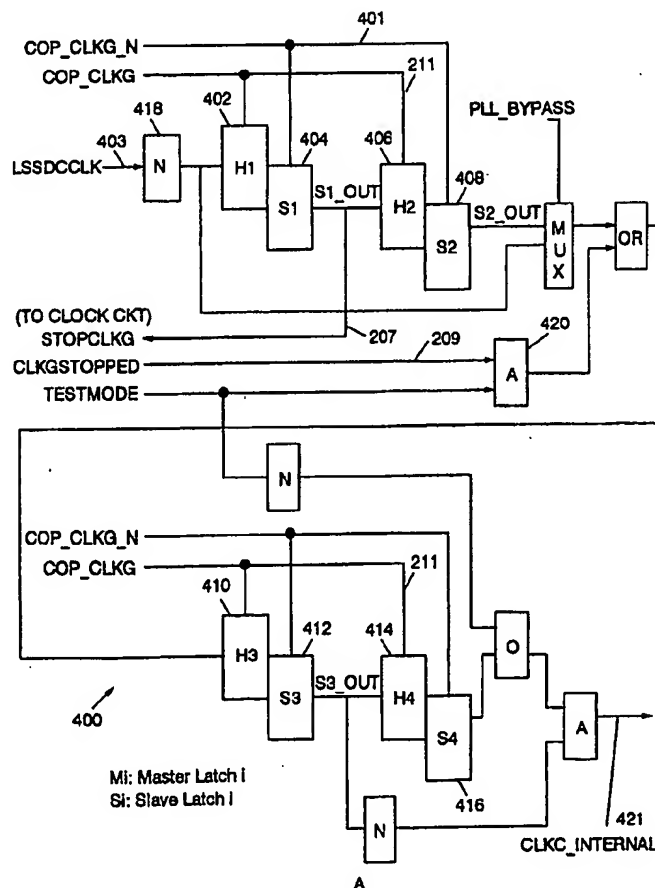 COP_CLKG_N
401
COP_CLKG
211
402
418
404
406
PLL_BYPASS
403
LSSDCCLK
N
H1
S1
S1_OUT
H2
408
S2
S2_OUT
MUX
OR
(TO CLOCK CKT)
STOPCLKG
207
209
420
CLKGSTOPPED
A
TESTMODE
N
COP_CLKG_N
COP_CLKG
211
410
412
414
O
H3
S3
S3_OUT
H4
S4
A
400
416
421
Mi: Master Latch i
Si: Slave Latch i
N
CLKC_INTERNAL
A